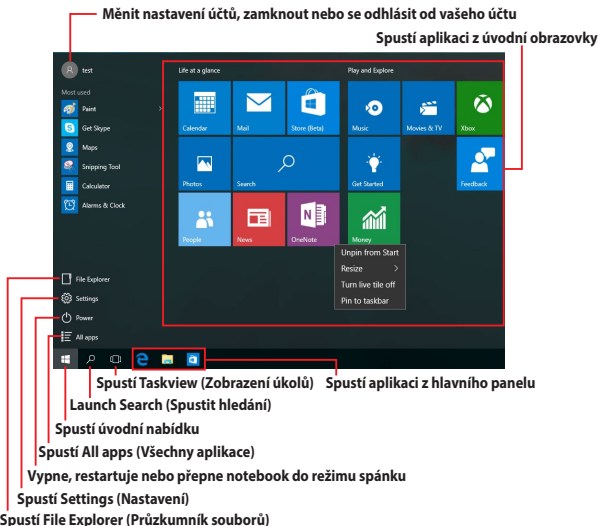 Měnit nastavení účtů, zamknout nebo se odhlásit od vašeho účtu
Spustí aplikaci z úvodní obrazovky
test
Most used
Paint
Get Skype
Maps
Snipping Tool
Calculator
Alarms & Clock
File Explorer
Settings
Power
All apps
Life at a glance
Play and Explore
Calendar
Mail
Store (Beta)
Music
Movies & TV
Xbox
Photos
Search
Get Started
Feedback
People
News
OneNote
Money
Unpin from Start
Resize
Turn live tile off
Pin to taskbar
Spustí Taskview (Zobrazení úkolů)
Spustí aplikaci z hlavního panelu
Launch Search (Spustit hledání)
Spustí úvodní nabídku
Spustí All apps (Všechny aplikace)
Vypne, restartuje nebo přepne notebook do režimu spánku
Spustí Settings (Nastavení)
Spustí File Explorer (Průzkumník souborů)